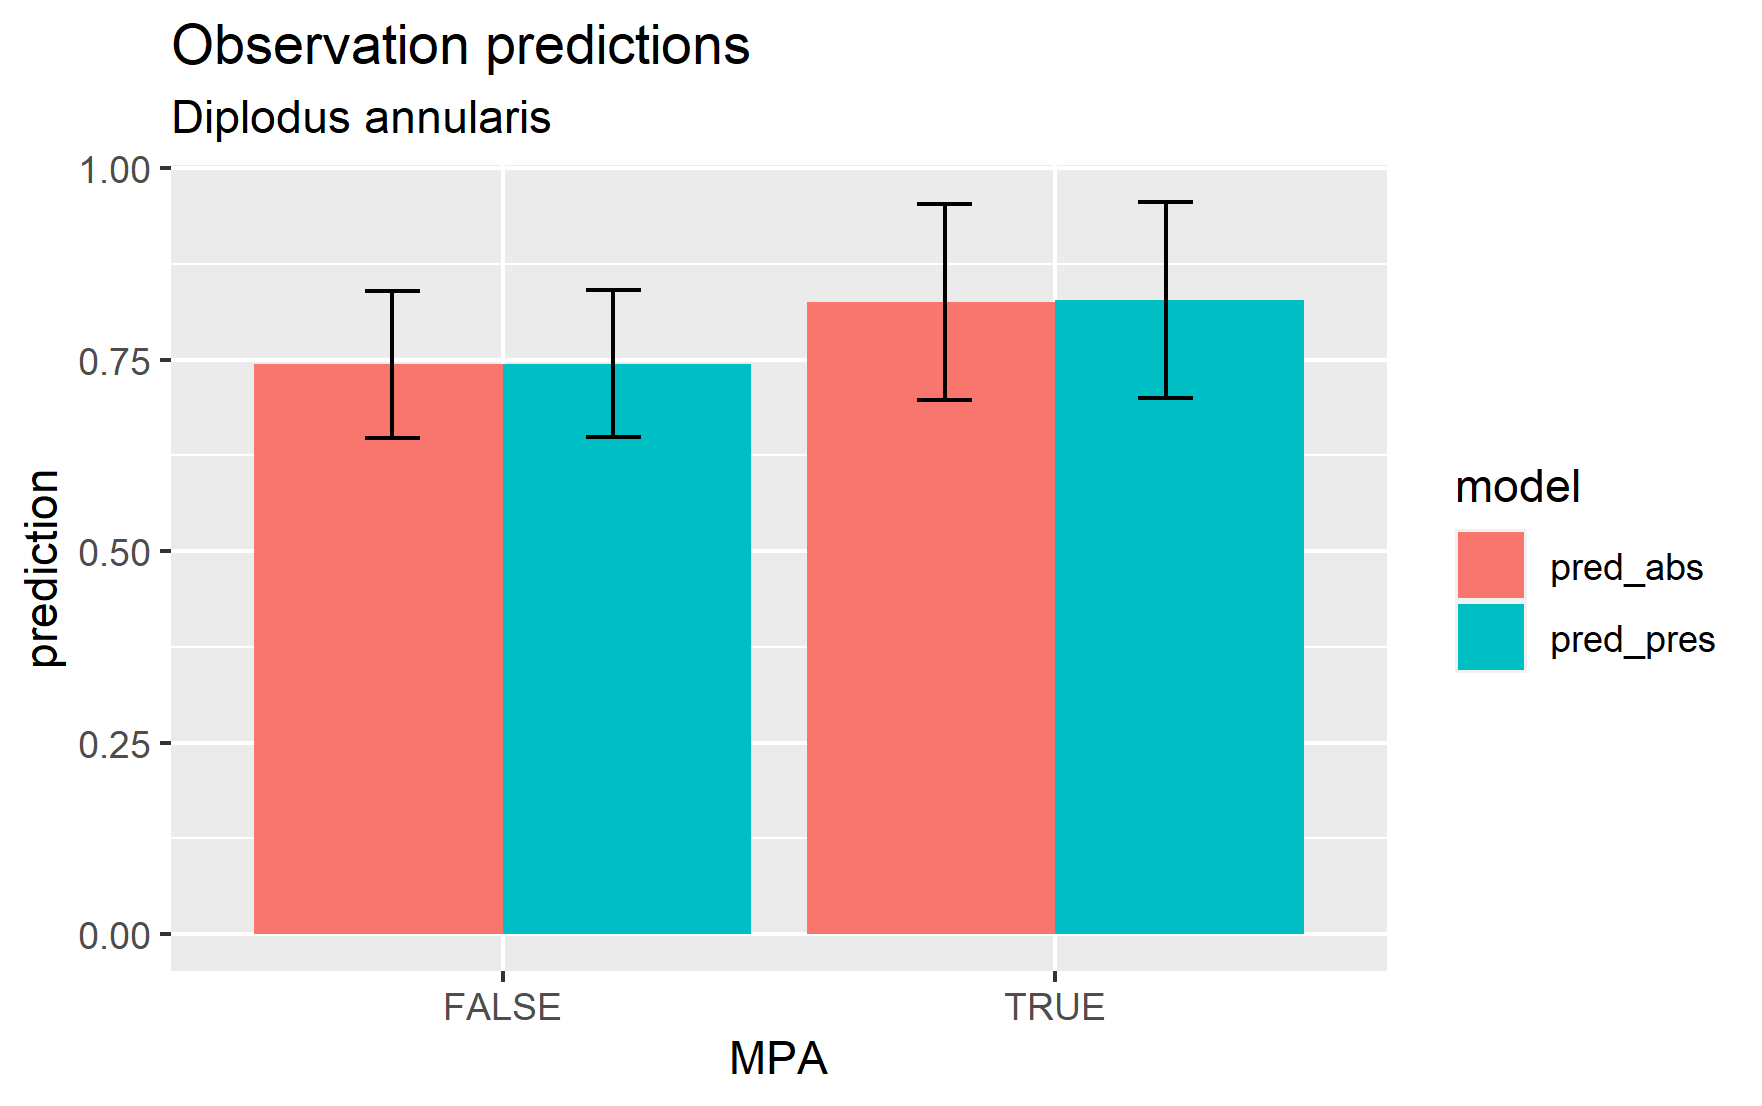 Observation predictions
Diplodus annularis
1.00
0.75
0.50
0.25
0.00
prediction
FALSE
TRUE
MPA
model
pred_abs
pred_pres